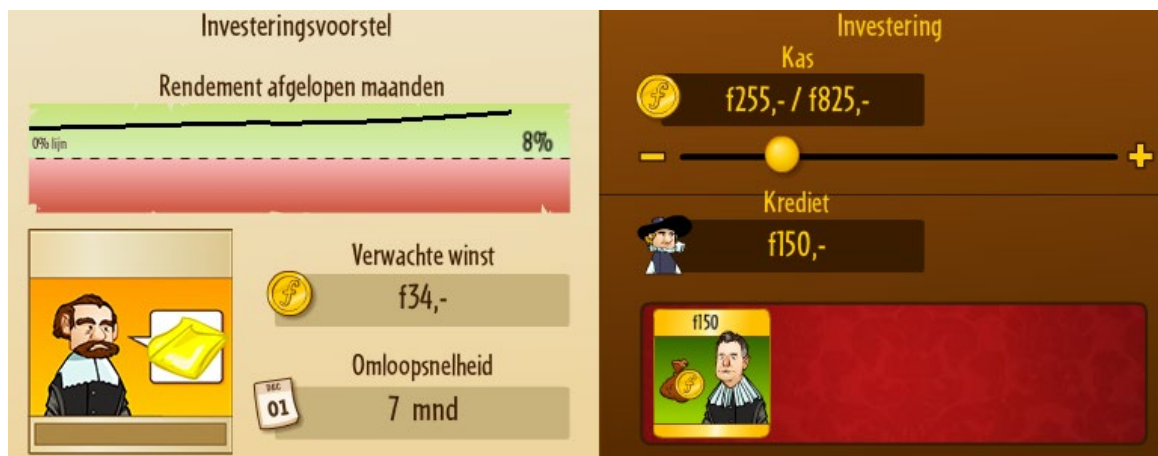 Investeringsvoorstel
Rendement afgelopen maanden
0% lijn
8%
Verwachte winst
f34,-
Omloopsnelheid
DEC
01
7 mnd
Investering
Kas
f255,- / f825,-
Krediet
f150,-
f150